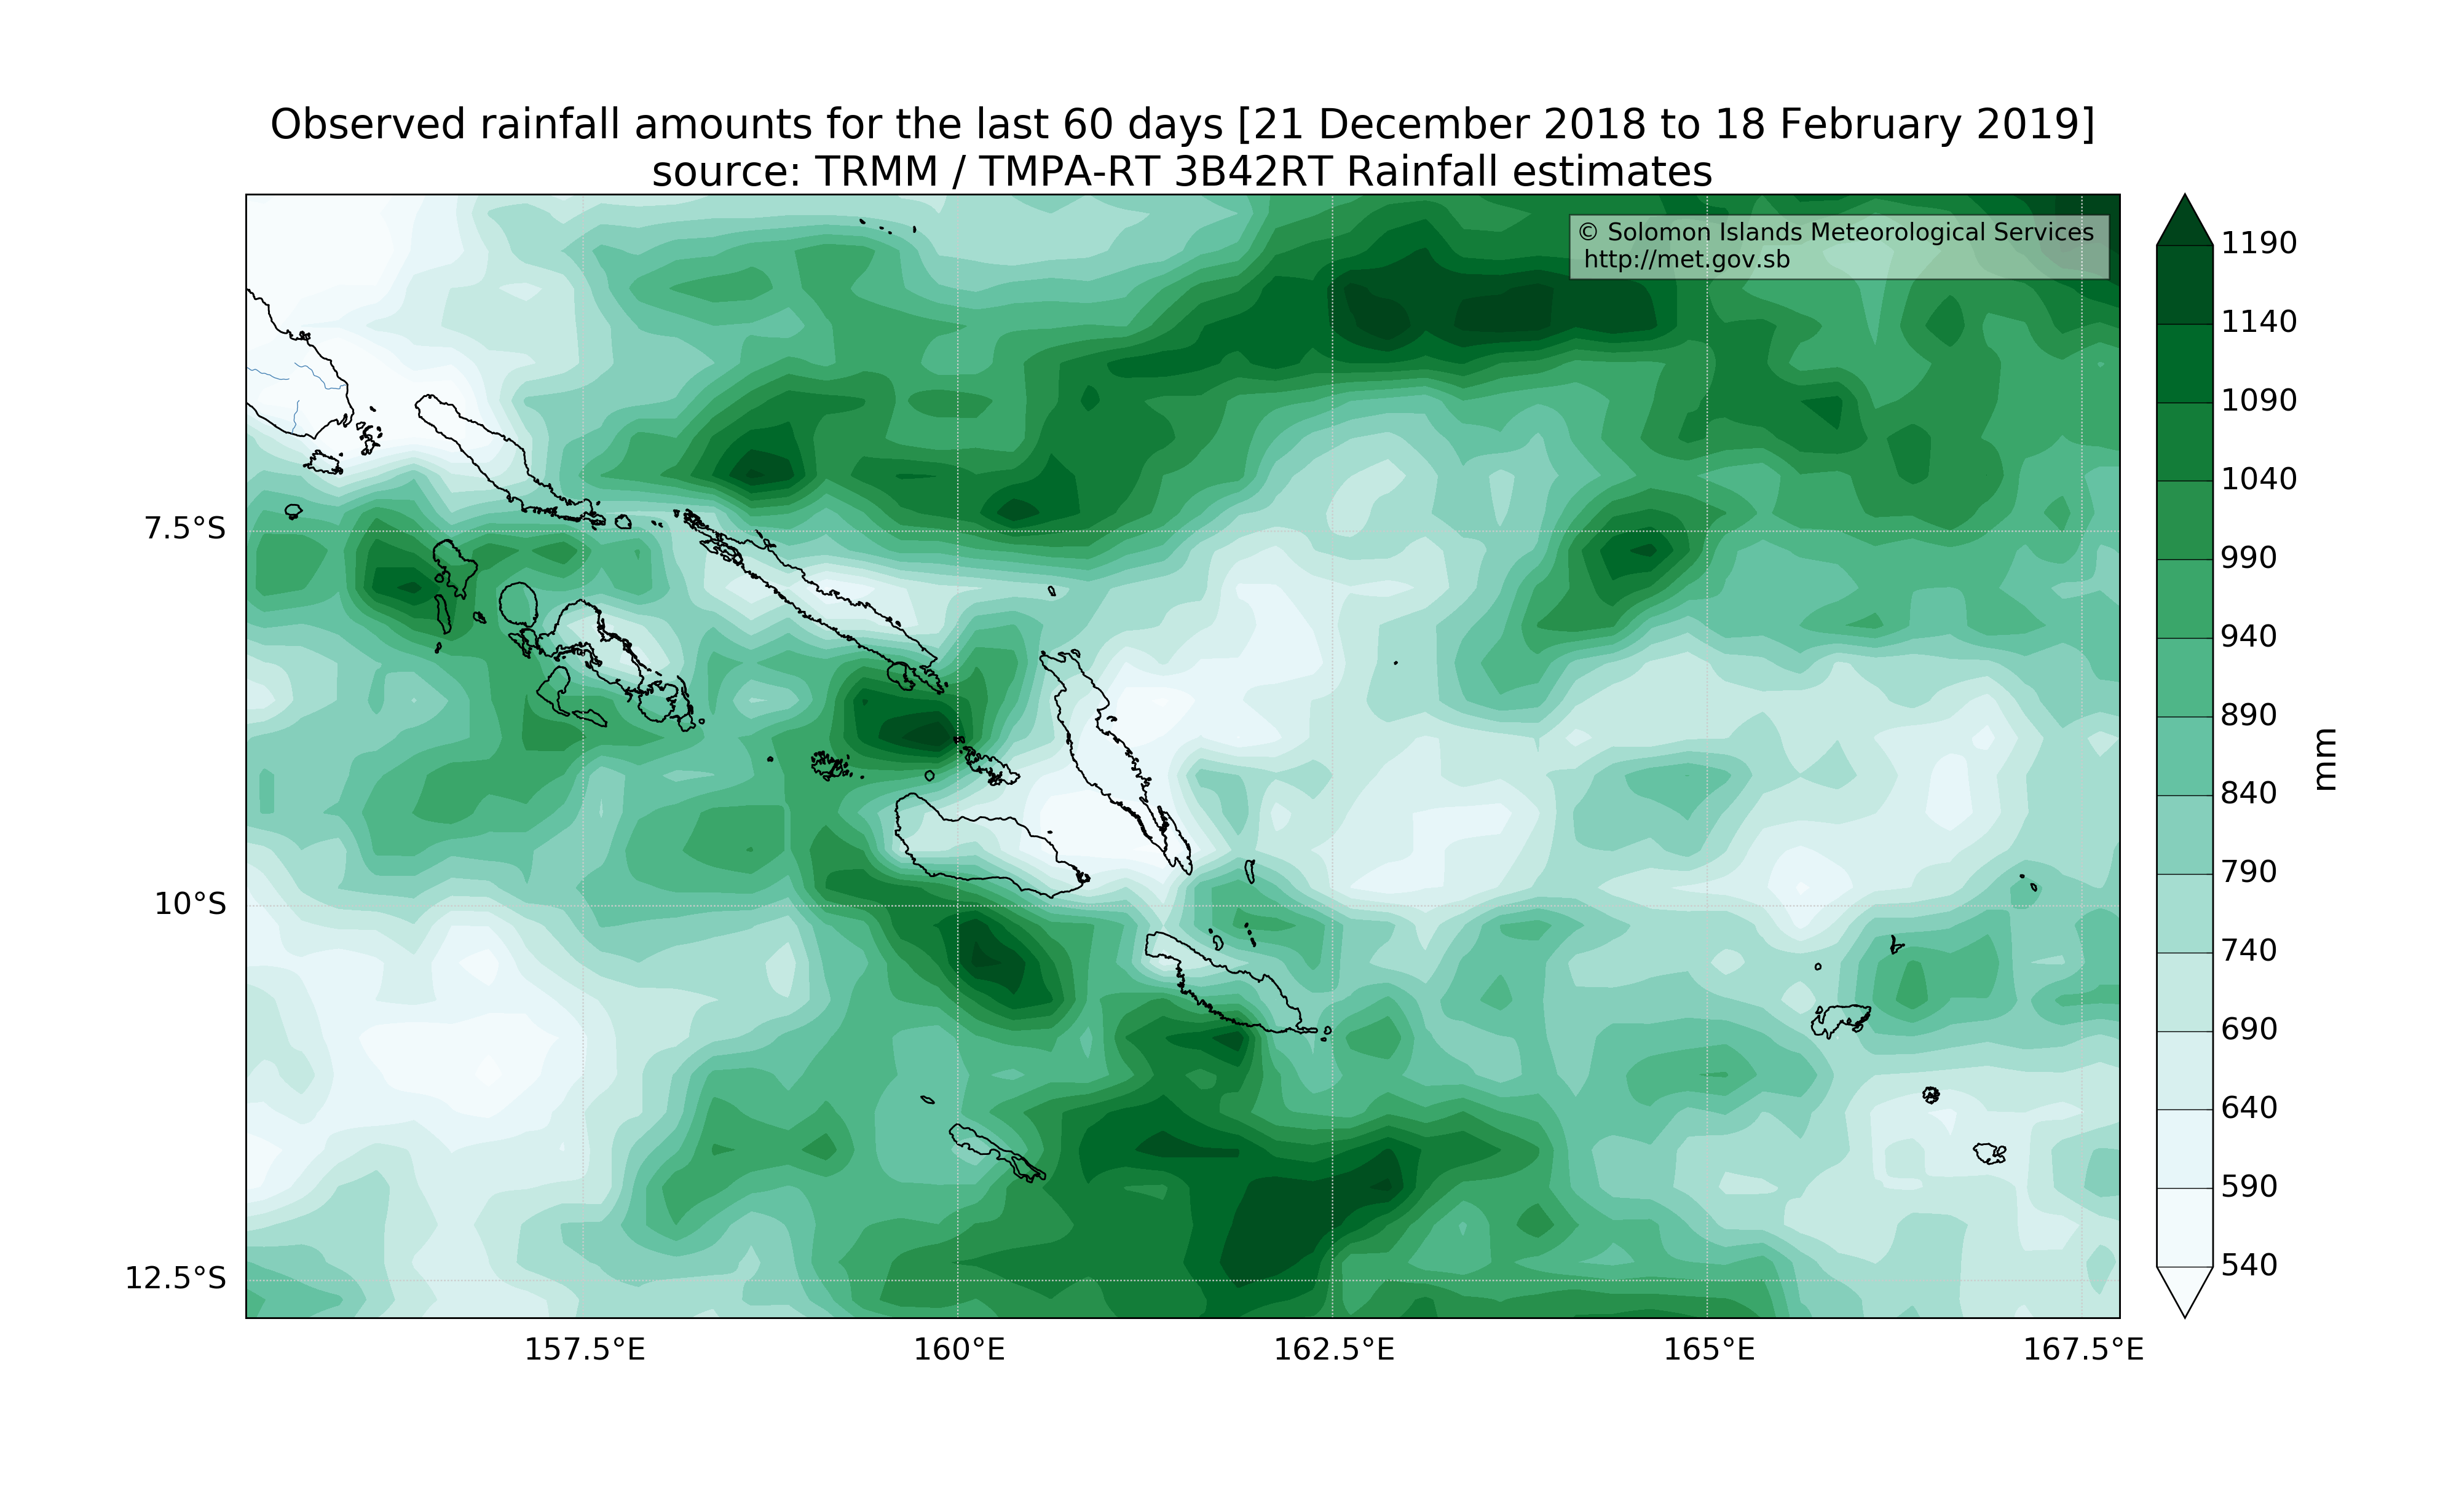 Observed rainfall amounts for the last 60 days [21 December 2018 to 18 February 2019]
source: TRMM / TMPA-RT 3B42RT Rainfall estimates
© Solomon Islands Meteorological Services
http://met.gov.sb
7.5°S
10°S
12.5°S
157.5°E
160°E
162.5°E
165°E
167.5°E
1190
1140
1090
1040
990
940
890
840
790
740
690
640
590
540
mm